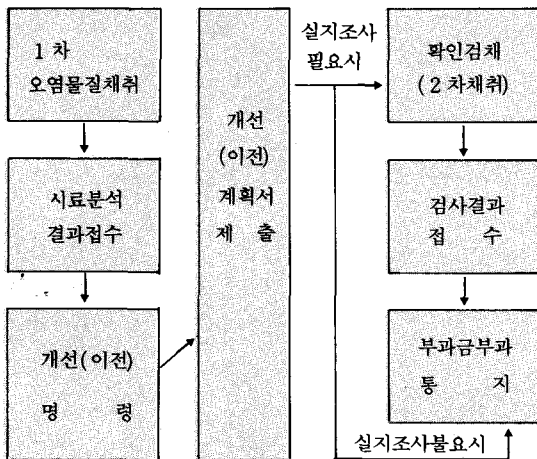 1 차
오염물질채취
시료분석
결과접수
개선(이전)
명 령
개선
(이전)
계획서
제 출
실지조사
필요시
확인검채
(2차채취)
검사결과
접 수
부과금부과
통 지
실지조사불요시